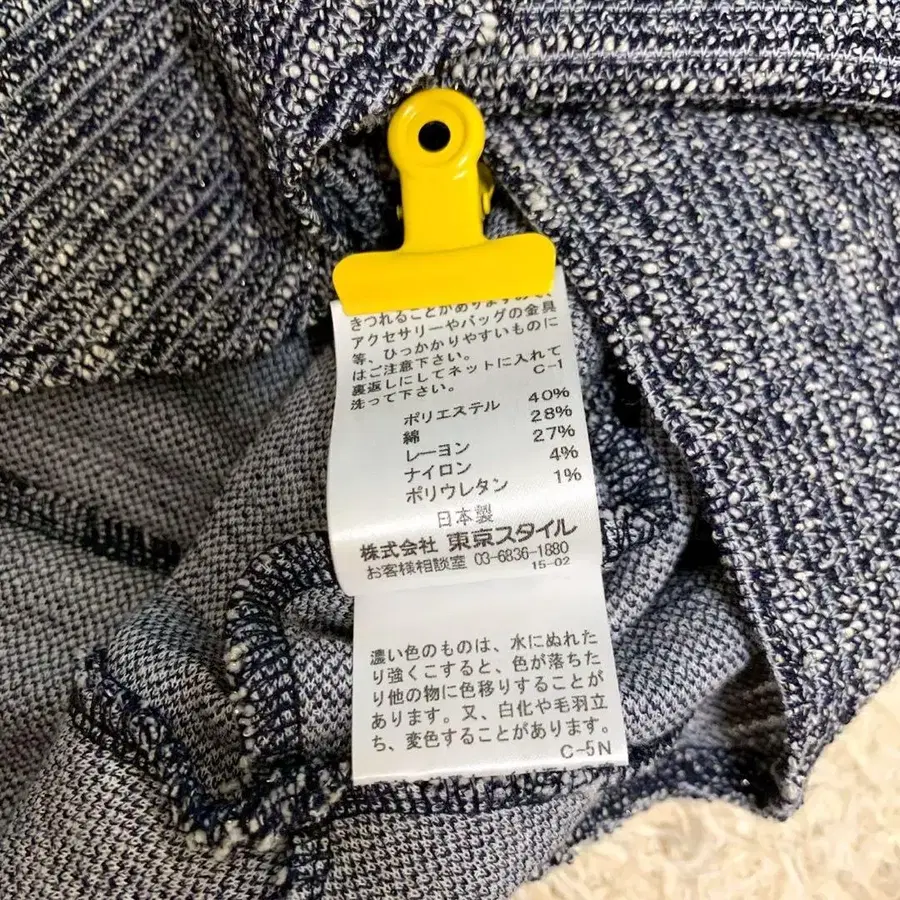 きつれることがありますので、
アクセサリーやバッグの金具
等、ひっかかりやすいものに
はご注意下さい。
裏返しにしてネットに入れて
洗って下さい。 C-1
ポリエステル 40%
綿 28%
レーヨン 27%
ナイロン 4%
ポリウレタン 1%
日本製
株式会社 東京スタイル
お客様相談室 03-6836-1880
15-02
濃い色のものは、水にぬれた
り強くこすると、色が落ちた
り他の物に色移りすることが
あります。又、白化や毛羽立
ち、変色することがあります。
C-5N